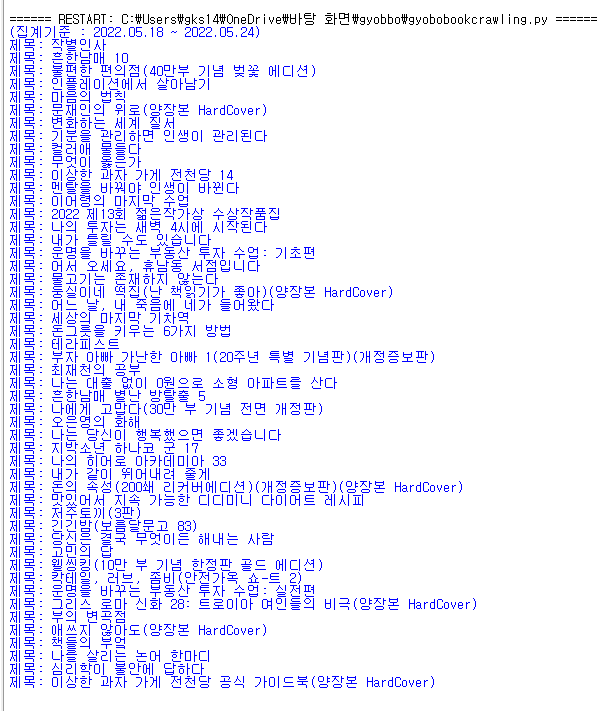 ====== RESTART: C:\Users\gks14\OneDrive\바탕 화면\gyobbo\gyobobookcrawling.py ======
(집계기준 : 2022.05.18 ~ 2022.05.24)
제목: 작별인사
제목: 흔한남매 10
제목: 불편한 편의점(40만부 기념 벚꽃 에디션)
제목: 인플레이션에서 살아남기
제목: 마음의 법칙
제목: 문재인의 위로(양장본 HardCover)
제목: 변화하는 세계 질서
제목: 기분을 관리하면 인생이 관리된다
제목: 컬러애 물들다
제목: 무엇이 옳은가
제목: 이상한 과자 가게 전천당 14
제목: 멘탈을 바꿔야 인생이 바뀐다
제목: 이어령의 마지막 수업
제목: 2022 제13회 젊은작가상 수상작품집
제목: 나의 투자는 새벽 4시에 시작된다
제목: 내가 틀릴 수도 있습니다
제목: 운명을 바꾸는 부동산 투자 수업: 기초편
제목: 어서 오세요, 휴남동 서점입니다
제목: 물고기는 존재하지 않는다
제목: 둥실이네 떡집(난 책읽기가 좋아)(양장본 HardCover)
제목: 어느 날, 내 죽음에 네가 들어왔다
제목: 세상의 마지막 기차역
제목: 돈그릇을 키우는 6가지 방법
제목: 테라피스트
제목: 부자 아빠 가난한 아빠 1(20주년 특별 기념판)(개정증보판)
제목: 최재천의 공부
제목: 나는 대출 없이 0원으로 소형 아파트를 산다
제목: 흔한남매 별난 방탈출 5
제목: 나에게 고맙다(30만 부 기념 전면 개정판)
제목: 오은영의 화해
제목: 나는 당신이 행복했으면 좋겠습니다
제목: 지박소년 하나코 군 17
제목: 나의 히어로 아카데미아 33
제목: 내가 같이 뛰어내려 줄게
제목: 돈의 속성(200쇄 리커버에디션)(개정증보판)(양장본 HardCover)
제목: 맛있어서 지속 가능한 디디미니 다이어트 레시피
제목: 저주토끼(3판)
제목: 긴긴밤(보름달문고 83)
제목: 당신은 결국 무엇이든 해내는 사람
제목: 고민의 답
제목: 웰씽킹(10만 부 기념 한정판 골드 에디션)
제목: 칵테일, 러브, 좀비(안전가옥 쇼-트 2)
제목: 운명을 바꾸는 부동산 투자 수업: 실전편
제목: 그리스 로마 신화 28: 트로이아 여인들의 비극(양장본 HardCover)
제목: 부의 변곡점
제목: 애쓰지 않아도(양장본 HardCover)
제목: 책들의 부엌
제목: 나를 살리는 논어 한마디
제목: 심리학이 불안에 답하다
제목: 이상한 과자 가게 전천당 공식 가이드북(양장본 HardCover)